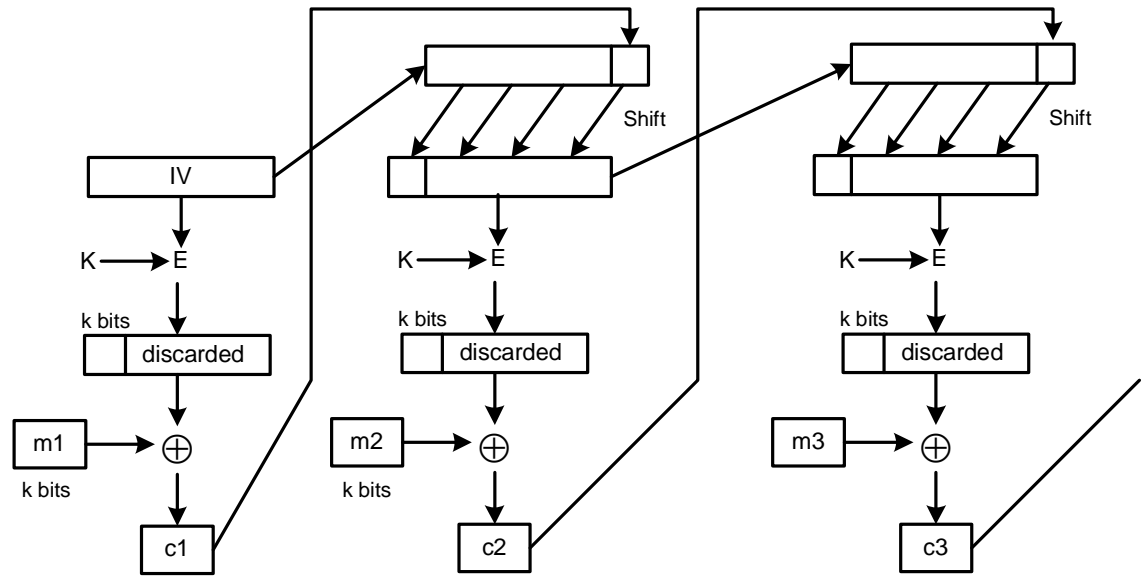 Shift
Shift
IV
K
E
K
E
K
E
k bits
k bits
k bits
discarded
discarded
discarded
m1
m2
m3
k bits
k bits
c1
c2
c3